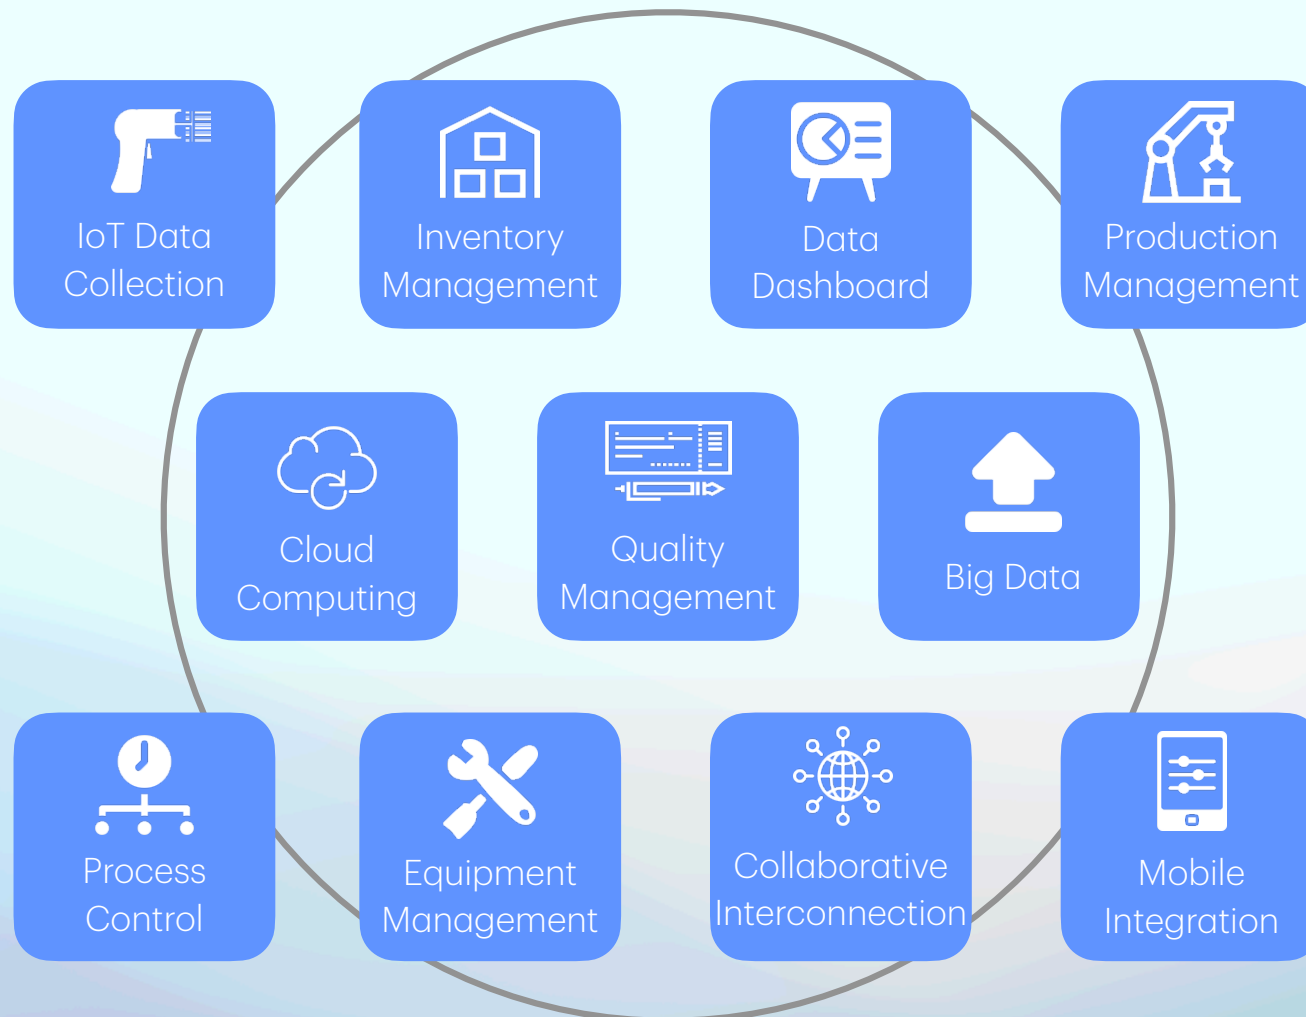 IoT Data
Collection
Inventory
Management
Data
Dashboard
Production
Management
Cloud
Computing
Quality
Management
Big Data
Process
Control
Equipment
Management
Collaborative
Interconnection
Mobile
Integration